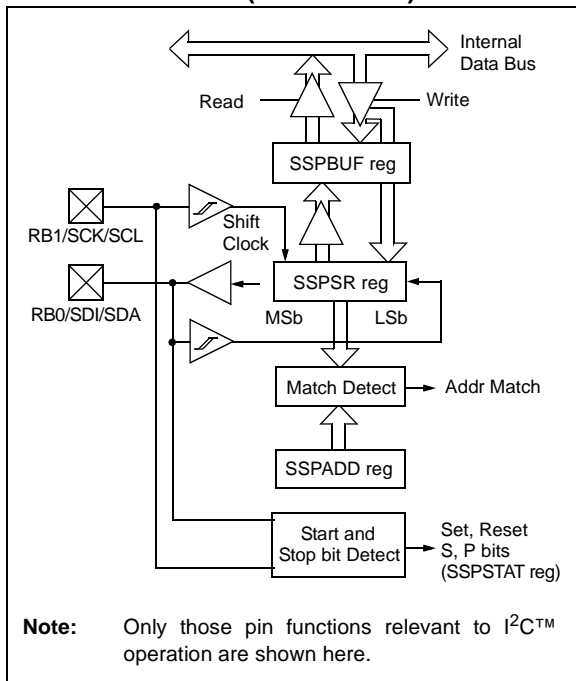 Internal
Data Bus
Read
Write
SSPBUF reg
RB1/SCK/SCL
Shift
Clock
RB0/SDI/SDA
SSPSR reg
MSb
LSb
Match Detect
Addr Match
SSPADD reg
Start and
Stop bit Detect
Set, Reset
S, P bits
(SSPSTAT reg)
Note: Only those pin functions relevant to I²C™
operation are shown here.